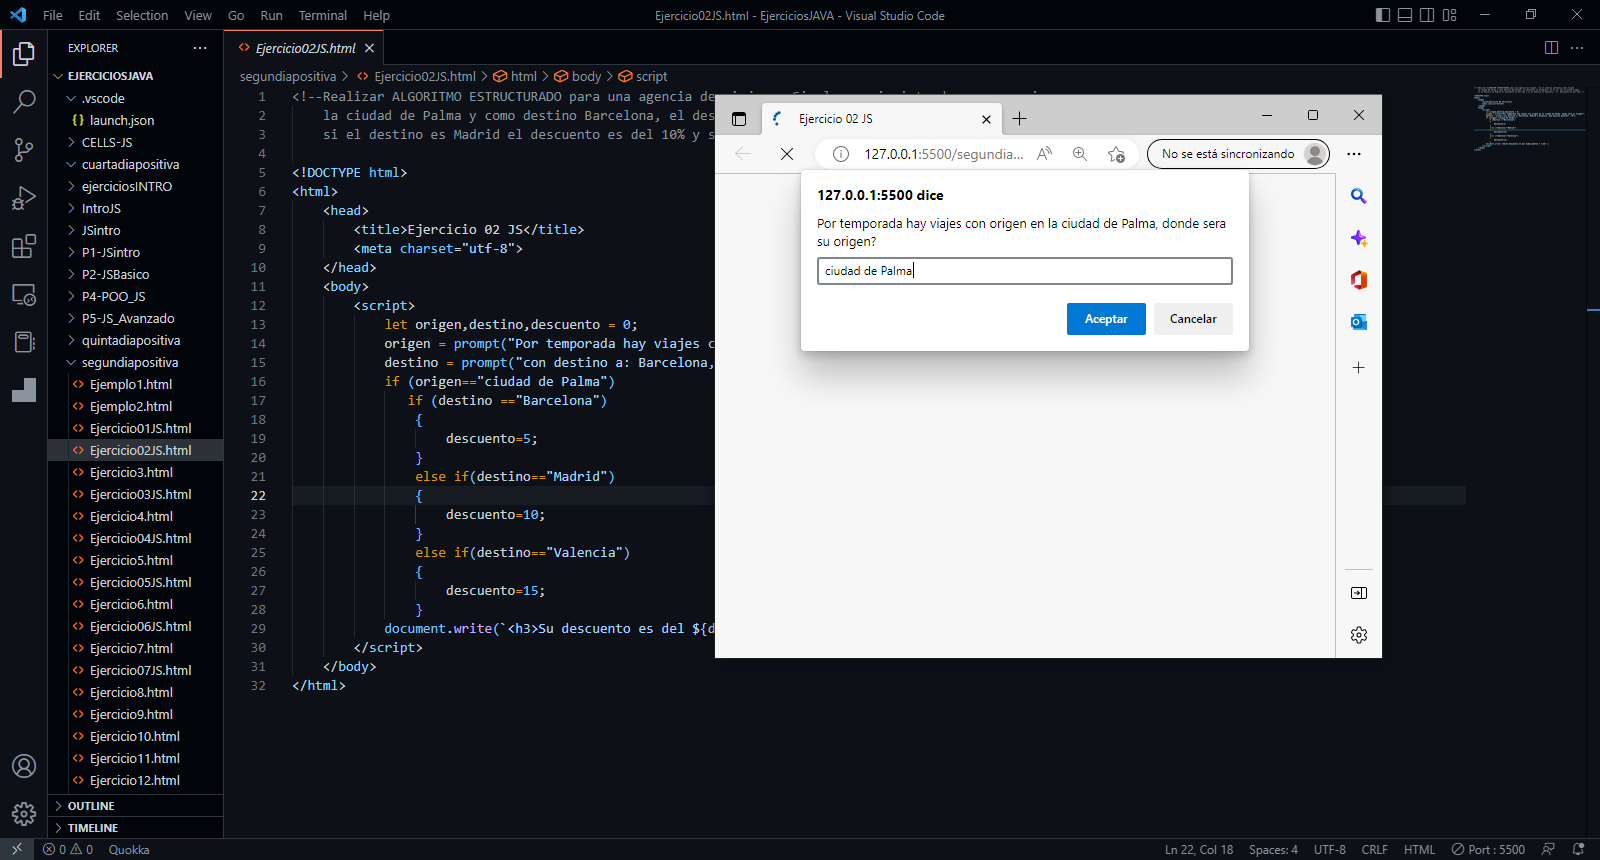 File Edit Selection View Go Run Terminal Help
Ejercicio02JS.html - EjerciciosJAVA - Visual Studio Code
EXPLORER
EJERCICIOSJAVA
.vscode
launch.json
CELLS-JS
cuartadiapositiva
ejerciciosINTRO
IntroJS
JSintro
P1-JSintro
P2-JSBasico
P4-POO_JS
P5-JS_Avanzado
quintadiapositiva
segundiapositiva
Ejemplo1.html
Ejemplo2.html
Ejercicio01JS.html
Ejercicio02JS.html
Ejercicio3.html
Ejercicio03JS.html
Ejercicio4.html
Ejercicio04JS.html
Ejercicio5.html
Ejercicio05JS.html
Ejercicio6.html
Ejercicio06JS.html
Ejercicio7.html
Ejercicio07JS.html
Ejercicio8.html
Ejercicio9.html
Ejercicio10.html
Ejercicio11.html
Ejercicio12.html
OUTLINE
TIMELINE
Ejercicio02JS.html
segundiapositiva > Ejercicio02JS.html > html > body > script
1 <!--Realizar ALGORITMO ESTRUCTURADO para una agencia de
2 la ciudad de Palma y como destino Barcelona, el des
3 si el destino es Madrid el descuento es del 10% y s
4
5 <!DOCTYPE html>
6 <html>
7 <head>
8 <title>Ejercicio 02 JS</title>
9 <meta charset="utf-8">
10 </head>
11 <body>
12 <script>
13 let origen,destino,descuento = 0;
14 origen = prompt("Por temporada hay viajes c
15 destino = prompt("con destino a: Barcelona,
16 if (origen=="ciudad de Palma")
17 if (destino =="Barcelona")
18 {
19 descuento=5;
20 }
21 else if(destino=="Madrid")
22 {
23 descuento=10;
24 }
25 else if(destino=="Valencia")
26 {
27 descuento=15;
28 }
29 document.write(`<h3>Su descuento es del ${d
30 </script>
31 </body>
32 </html>
Ejercicio 02 JS
127.0.0.1:5500/segundia...
No se está sincronizando
127.0.0.1:5500 dice
Por temporada hay viajes con origen en la ciudad de Palma, donde sera
su origen?
ciudad de Palma
Aceptar Cancelar
0 0 Quokka
Ln 22, Col 18 Spaces: 4 UTF-8 CRLF HTML Port : 5500